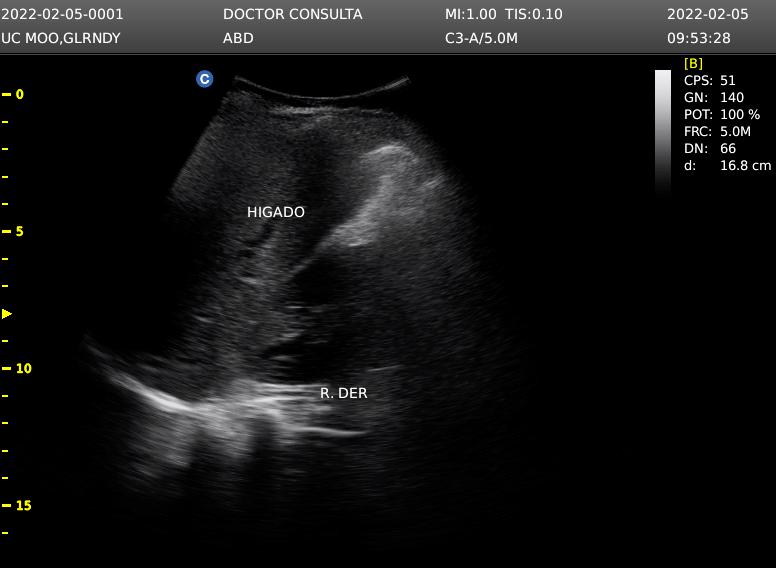 2022-02-05-0001 DOCTOR CONSULTA MI:1.00 TIS:0.10 2022-02-05
UC MOO,GLRNDY ABD C3-A/5.0M 09:53:28
C
[B]
CPS: 51
GN: 140
POT: 100 %
FRC: 5.0M
DN: 66
d: 16.8 cm
0
HIGADO
5
10
R. DER
15